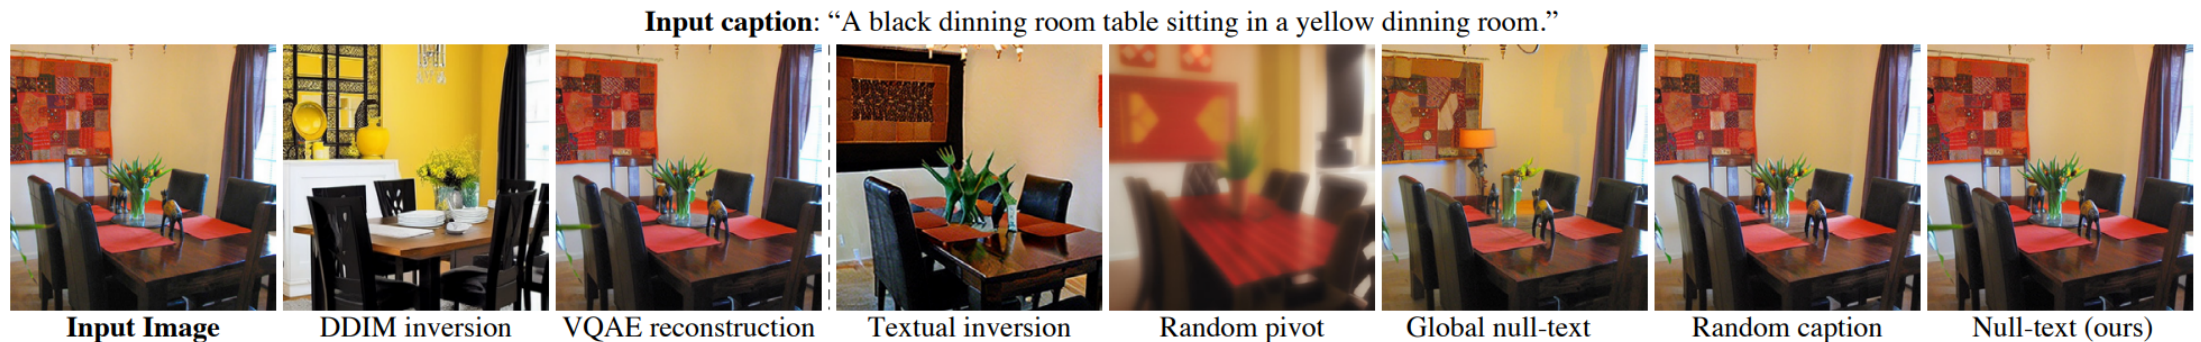 Input caption: “A black dinning room table sitting in a yellow dinning room.”
Input Image DDIM inversion VQAE reconstruction Textual inversion Random pivot Global null-text Random caption Null-text (ours)